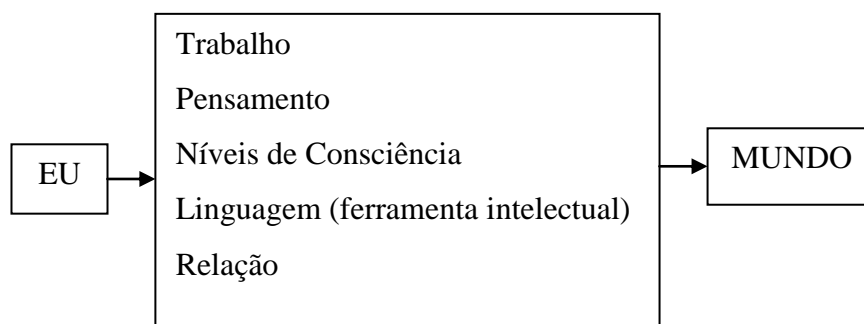 EU
Trabalho
Pensamento
Níveis de Consciência
Linguagem (ferramenta intelectual)
Relação
MUNDO